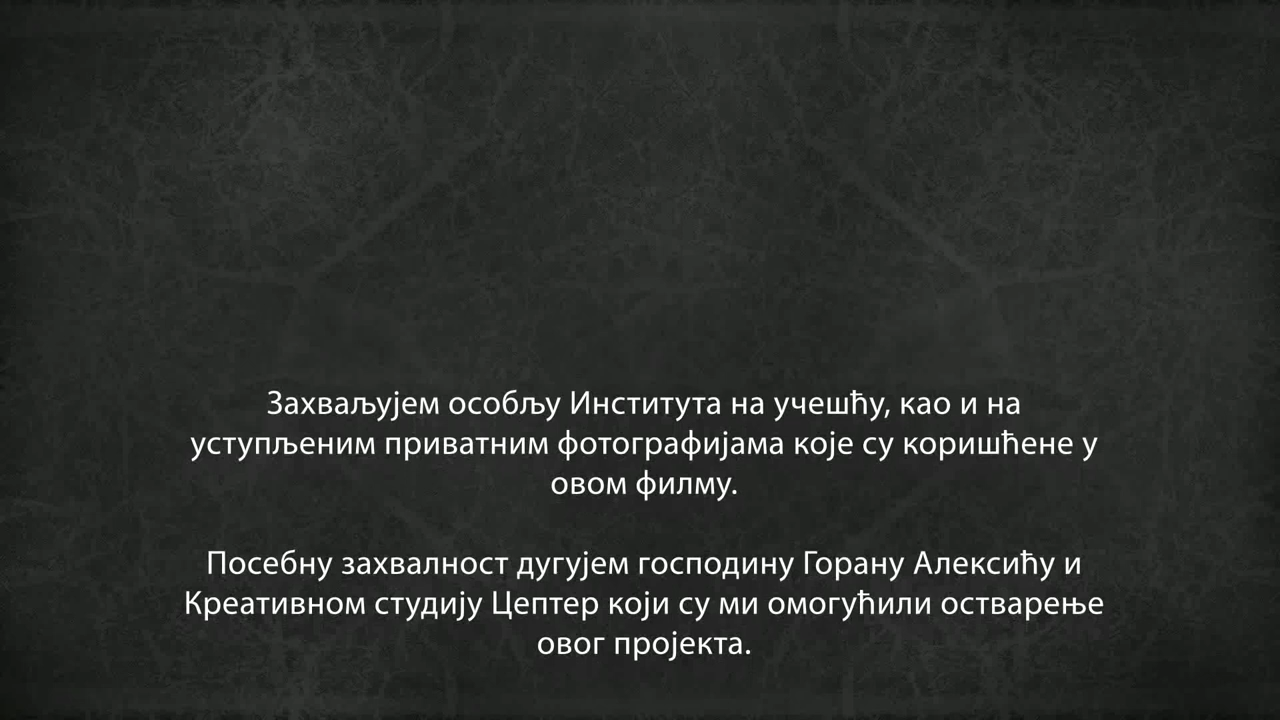 Захваљујем особљу Института на учешћу, као и на
уступљеним приватним фотографијама које су коришћене у
овом филму.
Посебну захвалност дугујем господину Горану Алексићу и
Креативном студију Цептер који су ми омогућили остварење
овог пројекта.